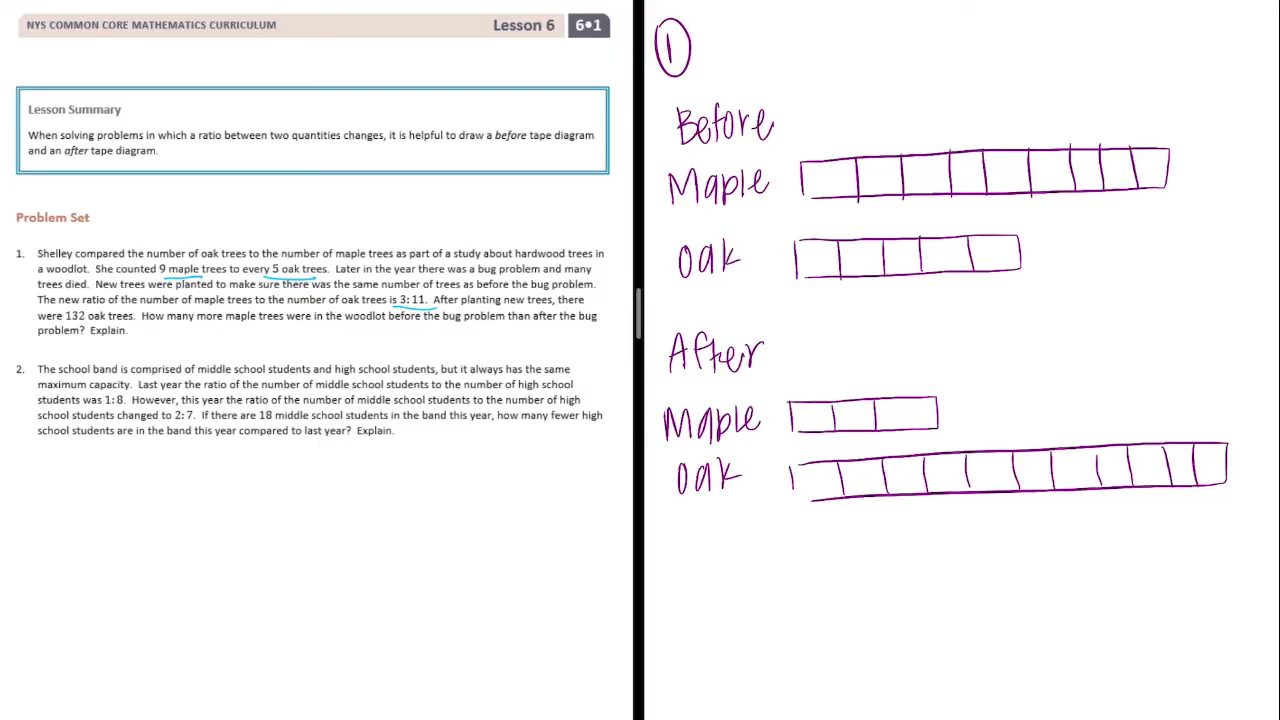 NYS COMMON CORE MATHEMATICS CURRICULUM Lesson 6 6•1
Lesson Summary
When solving problems in which a ratio between two quantities changes, it is helpful to draw a before tape diagram
and an after tape diagram.
Problem Set
1. Shelley compared the number of oak trees to the number of maple trees as part of a study about hardwood trees in
a woodlot. She counted 9 maple trees to every 5 oak trees. Later in the year there was a bug problem and many
trees died. New trees were planted to make sure there was the same number of trees as before the bug problem.
The new ratio of the number of maple trees to the number of oak trees is 3:11. After planting new trees, there
were 132 oak trees. How many more maple trees were in the woodlot before the bug problem than after the bug
problem? Explain.
2. The school band is comprised of middle school students and high school students, but it always has the same
maximum capacity. Last year the ratio of the number of middle school students to the number of high school
students was 1:8. However, this year the ratio of the number of middle school students to the number of high
school students changed to 2:7. If there are 18 middle school students in the band this year, how many fewer high
school students are in the band this year compared to last year? Explain.
1
Before
Maple
Oak
After
Maple
Oak